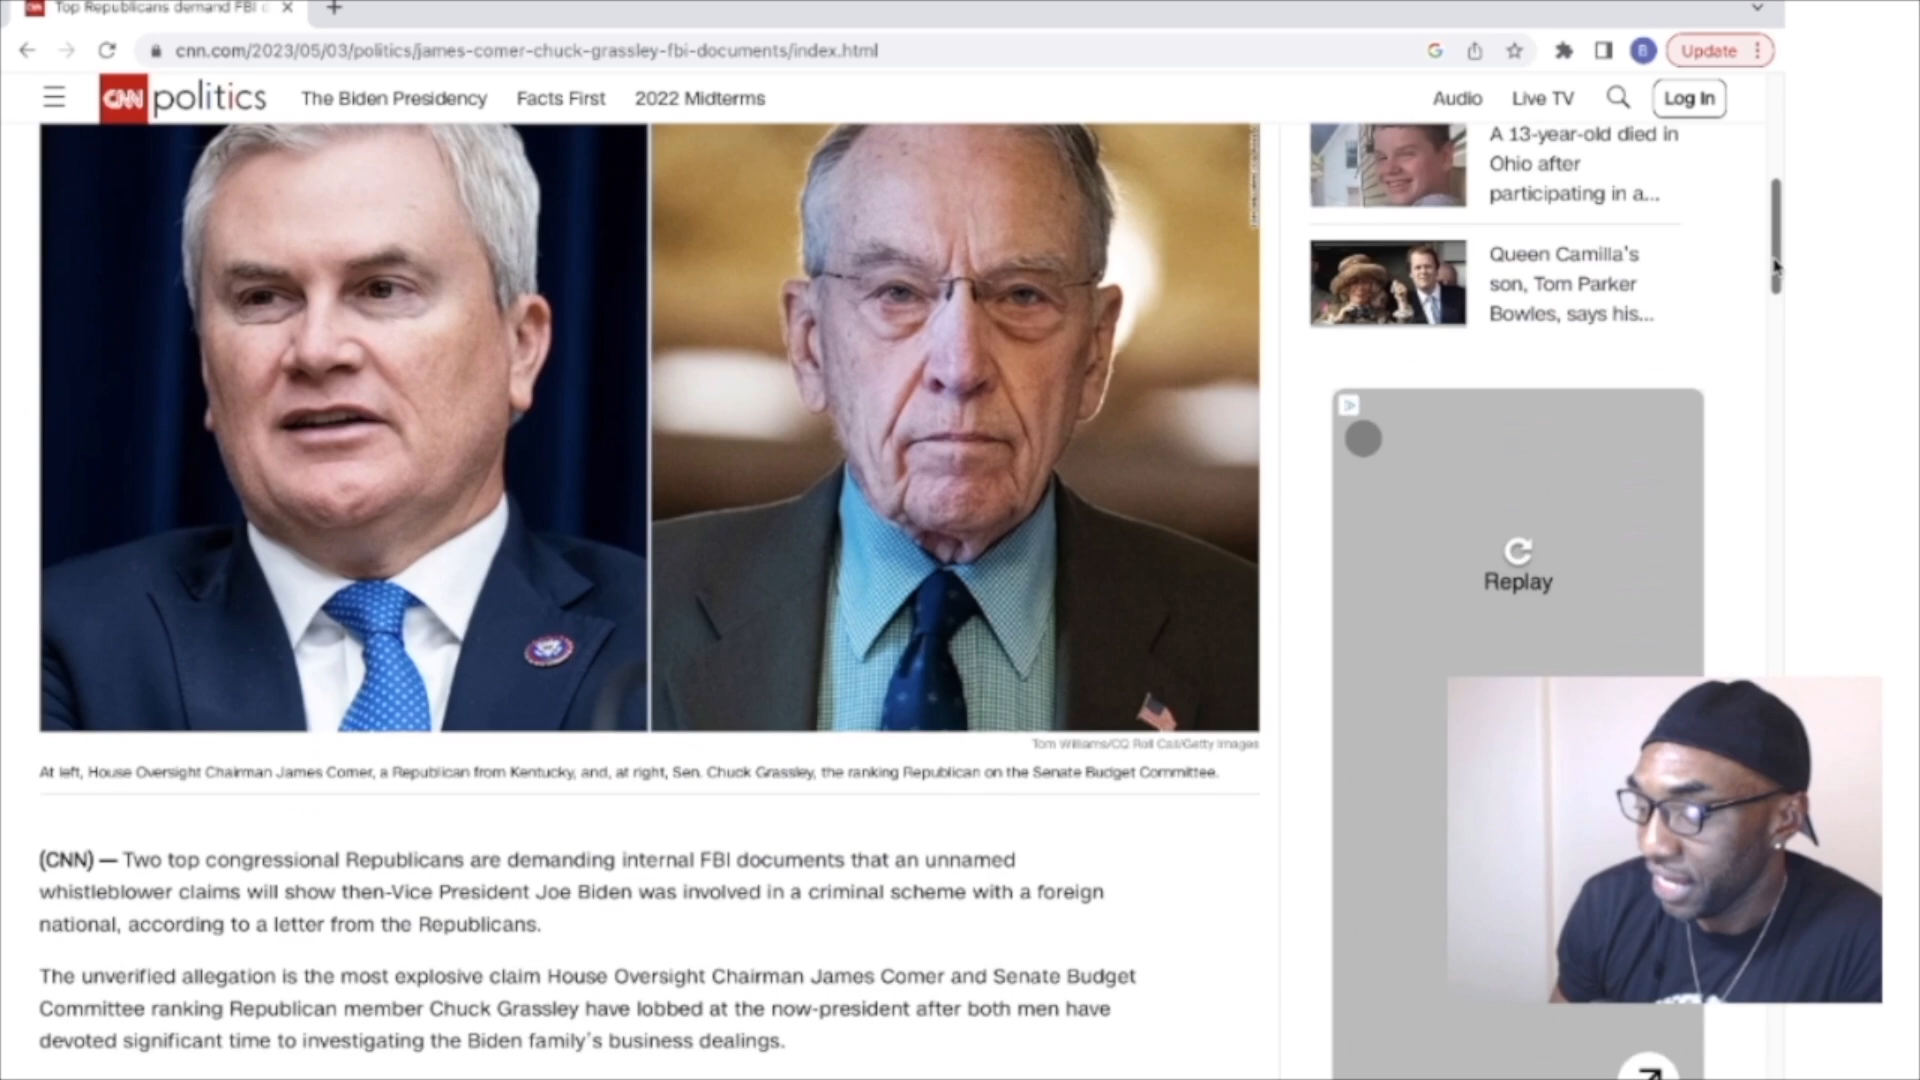 Top Republicans demand FBI
cnn.com/2023/05/03/politics/james-comer-chuck-grassley-fbi-documents/index.html
B
Update
CNN politics
The Biden Presidency
Facts First
2022 Midterms
Audio
Live TV
Log In
A 13-year-old died in
Ohio after
participating in a...
Queen Camilla's
son, Tom Parker
Bowles, says his...
Replay
Tom Williams/CQ Roll Call/Getty Images
At left, House Oversight Chairman James Comer, a Republican from Kentucky, and, at right, Sen. Chuck Grassley, the ranking Republican on the Senate Budget Committee.
(CNN) — Two top congressional Republicans are demanding internal FBI documents that an unnamed
whistleblower claims will show then-Vice President Joe Biden was involved in a criminal scheme with a foreign
national, according to a letter from the Republicans.
The unverified allegation is the most explosive claim House Oversight Chairman James Comer and Senate Budget
Committee ranking Republican member Chuck Grassley have lobbed at the now-president after both men have
devoted significant time to investigating the Biden family's business dealings.